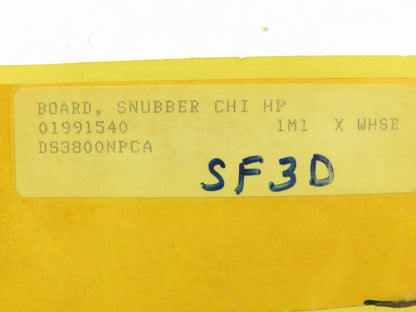 BOARD, SNUBBER CHI HP
01991540 1M1 X WHSE
DS3800NPCA
SF3D